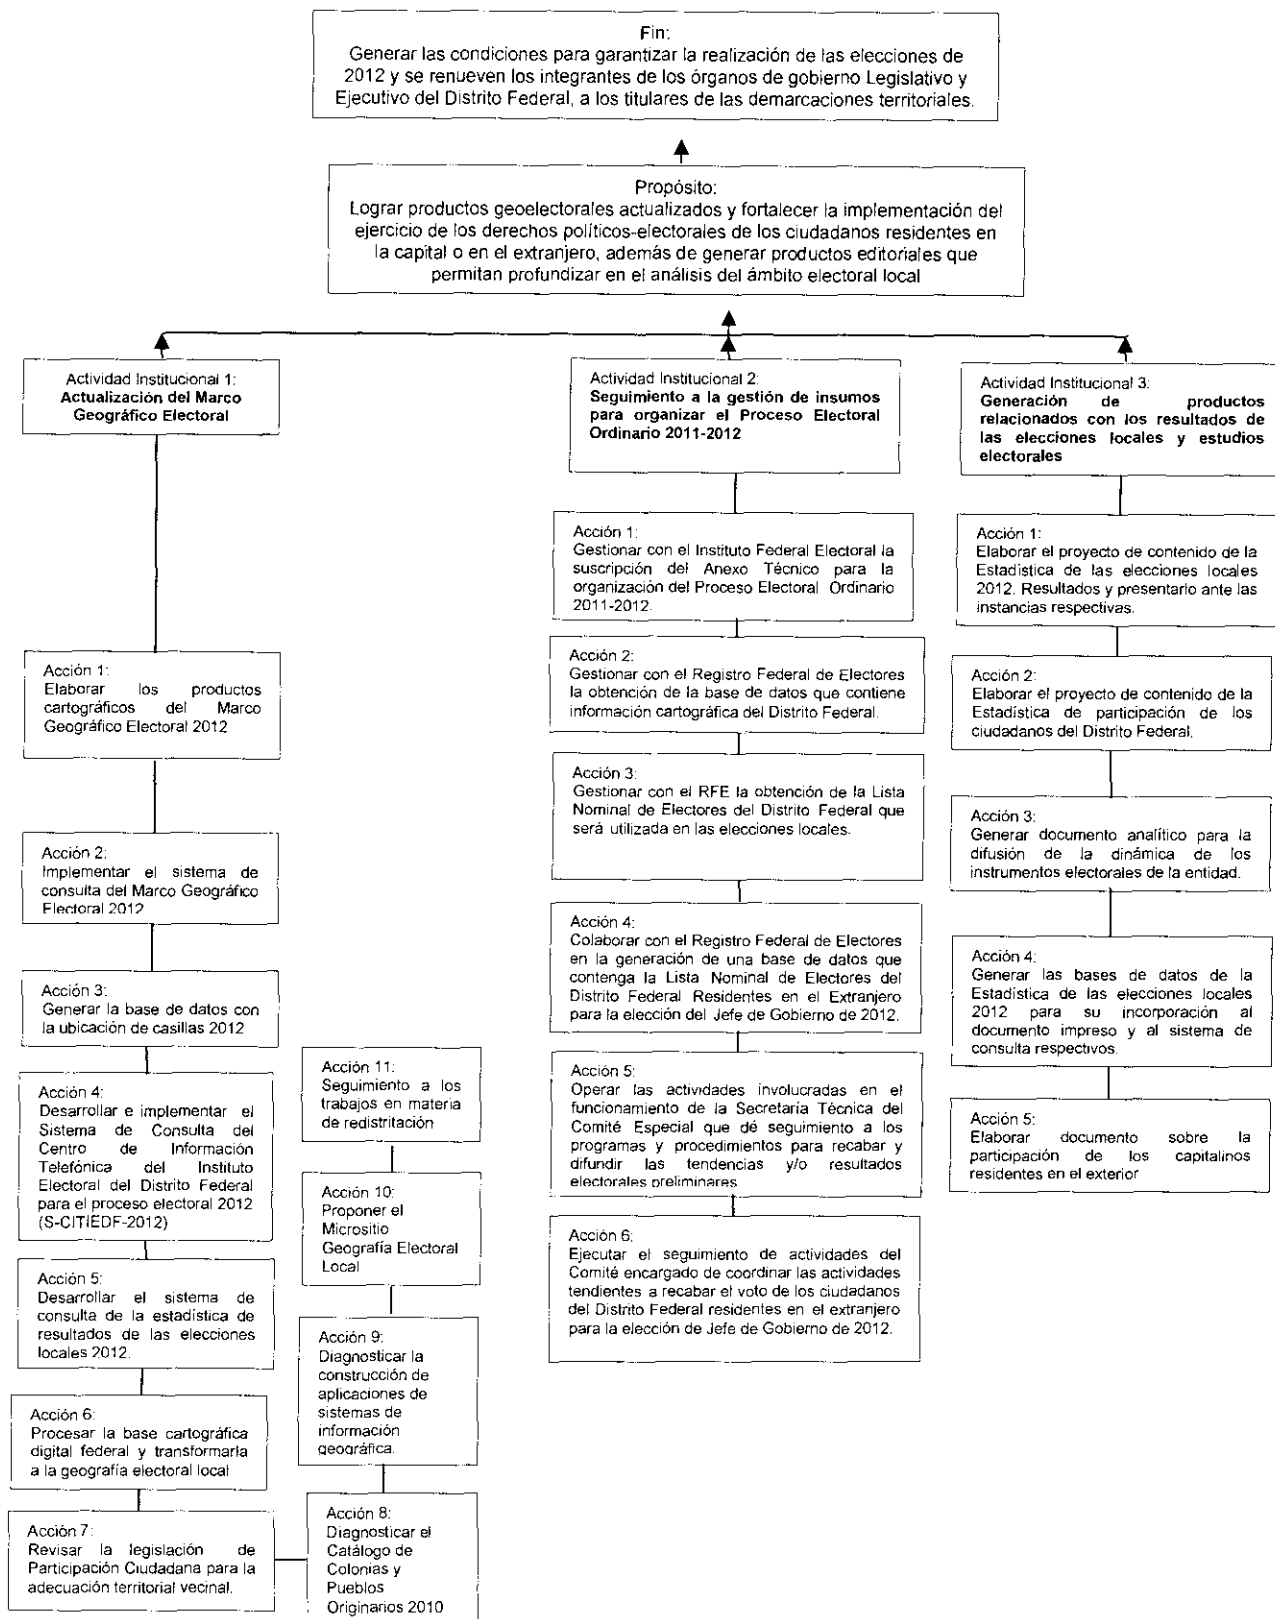 Fin:
Generar las condiciones para garantizar la realización de las elecciones de
2012 y se renueven los integrantes de los órganos de gobierno Legislativo y
Ejecutivo del Distrito Federal, a los titulares de las demarcaciones territoriales.
Propósito:
Lograr productos geoelectorales actualizados y fortalecer la implementación del
ejercicio de los derechos políticos-electorales de los ciudadanos residentes en
la capital o en el extranjero, además de generar productos editoriales que
permitan profundizar en el análisis del ámbito electoral local
Actividad Institucional 1:
Actualización del Marco
Geográfico Electoral
Acción 1:
Elaborar los productos
cartográficos del Marco
Geográfico Electoral 2012
Acción 2:
Implementar el sistema de
consulta del Marco Geográfico
Electoral 2012
Acción 3:
Generar la base de datos con
la ubicación de casillas 2012
Acción 4:
Desarrollar e implementar el
Sistema de Consulta del
Centro de Información
Telefónica del Instituto
Electoral del Distrito Federal
para el proceso electoral 2012
(S-CITIEDF-2012)
Acción 5:
Desarrollar el sistema de
consulta de la estadística de
resultados de las elecciones
locales 2012.
Acción 6:
Procesar la base cartográfica
digital federal y transformarla
a la geografía electoral local
Acción 7:
Revisar la legislación de
Participación Ciudadana para la
adecuación territorial vecinal.
Acción 8:
Diagnosticar el
Catálogo de
Colonias y
Pueblos
Originarios 2010
Acción 9:
Diagnosticar la
construcción de
aplicaciones de
sistemas de
información
geográfica.
Acción 10:
Proponer el
Micrositio
Geografía Electoral
Local
Acción 11:
Seguimiento a los
trabajos en materia
de redistritación
Actividad Institucional 2:
Seguimiento a la gestión de insumos
para organizar el Proceso Electoral
Ordinario 2011-2012
Acción 1:
Gestionar con el Instituto Federal Electoral la
suscripción del Anexo Técnico para la
organización del Proceso Electoral Ordinario
2011-2012.
Acción 2:
Gestionar con el Registro Federal de Electores
la obtención de la base de datos que contiene
información cartográfica del Distrito Federal.
Acción 3:
Gestionar con el RFE la obtención de la Lista
Nominal de Electores del Distrito Federal que
será utilizada en las elecciones locales.
Acción 4:
Colaborar con el Registro Federal de Electores
en la generación de una base de datos que
contenga la Lista Nominal de Electores del
Distrito Federal Residentes en el Extranjero
para la elección del Jefe de Gobierno de 2012.
Acción 5:
Operar las actividades involucradas en el
funcionamiento de la Secretaría Técnica del
Comité Especial que dé seguimiento a los
programas y procedimientos para recabar y
difundir las tendencias y/o resultados
electorales preliminares
Acción 6:
Ejecutar el seguimiento de actividades del
Comité encargado de coordinar las actividades
tendientes a recabar el voto de los ciudadanos
del Distrito Federal residentes en el extranjero
para la elección de Jefe de Gobierno de 2012.
Actividad Institucional 3:
Generación de productos
relacionados con los resultados de
las elecciones locales y estudios
electorales
Acción 1:
Elaborar el proyecto de contenido de la
Estadística de las elecciones locales
2012. Resultados y presentarlo ante las
instancias respectivas.
Acción 2:
Elaborar el proyecto de contenido de la
Estadística de participación de los
ciudadanos del Distrito Federal.
Acción 3:
Generar documento analítico para la
difusión de la dinámica de los
instrumentos electorales de la entidad.
Acción 4:
Generar las bases de datos de la
Estadística de las elecciones locales
2012 para su incorporación al
documento impreso y al sistema de
consulta respectivos.
Acción 5:
Elaborar documento sobre la
participación de los capitalinos
residentes en el exterior